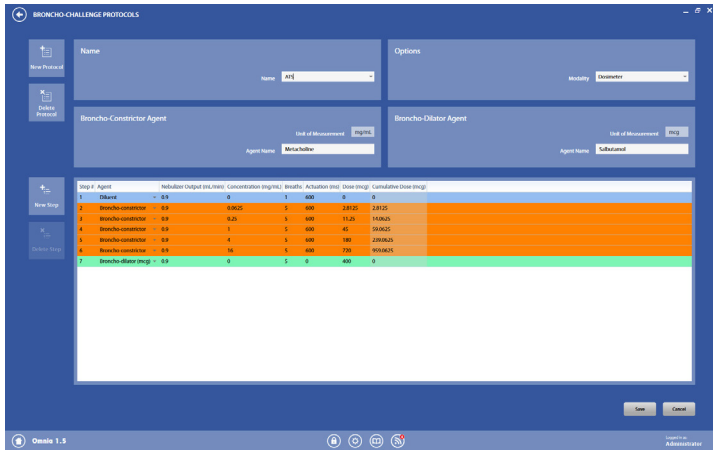 BRONCHO-CHALLENGE PROTOCOLS
New Protocol
Delete
Protocol
Name
Name ATS
Options
Modality Dosimeter
Broncho-Constrictor Agent
Unit of Measurement mg/mL
Agent Name Metacholine
Broncho-Dilator Agent
Unit of Measurement mcg
Agent Name Salbutamol
New Step
Delete Step
Step # Agent Nebulizer Output (mL/min) Concentration (mg/mL) Breaths Actuation (ms) Dose (mcg) Cumulative Dose (mcg)
1 Diluent 0.9 0 1 600 0 0
2 Broncho-constrictor 0.9 0.0625 5 600 2.8125 2.8125
3 Broncho-constrictor 0.9 0.25 5 600 11.25 14.0625
4 Broncho-constrictor 0.9 1 5 600 45 59.0625
5 Broncho-constrictor 0.9 4 5 600 180 239.0625
6 Broncho-constrictor 0.9 16 5 600 720 959.0625
7 Broncho-dilator (mcg) 0.9 0 5 0 400 0
Save Cancel
Omnia 1.5
Logged in as
Administrator